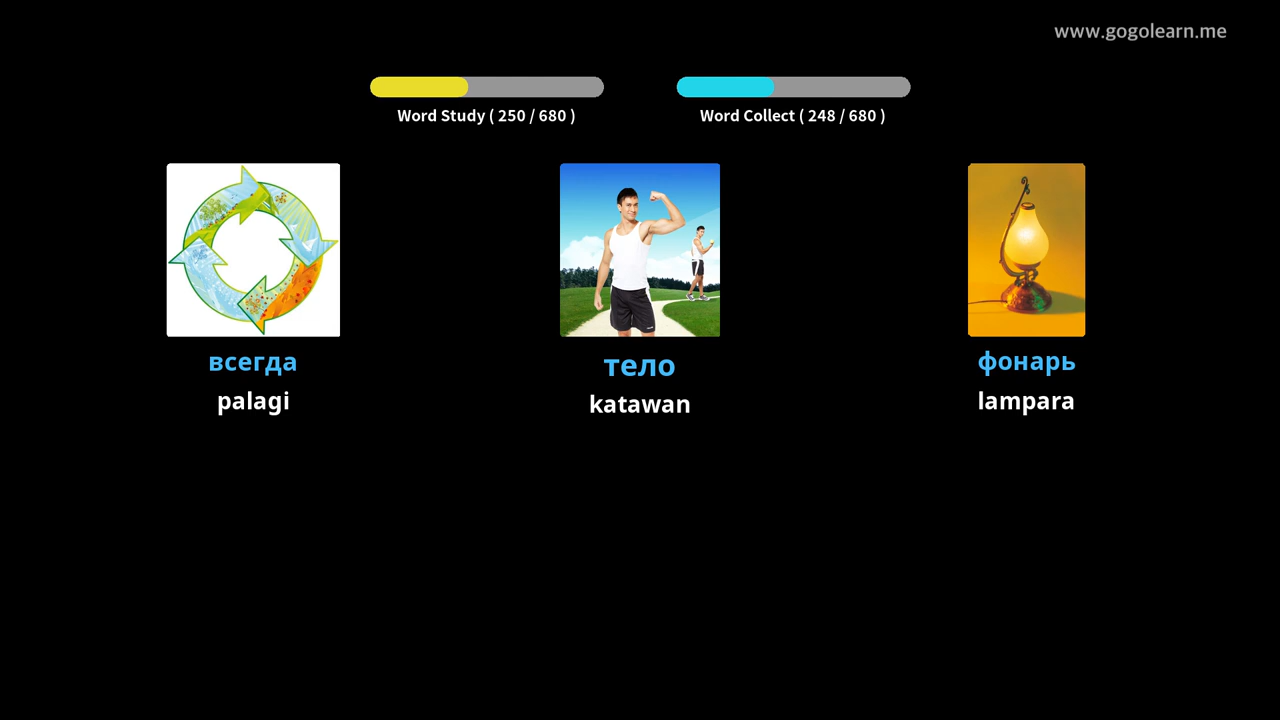 www.gogolearn.me
Word Study ( 250 / 680 )
Word Collect ( 248 / 680 )
всегда
тело
фонарь
palagi
katawan
lampara